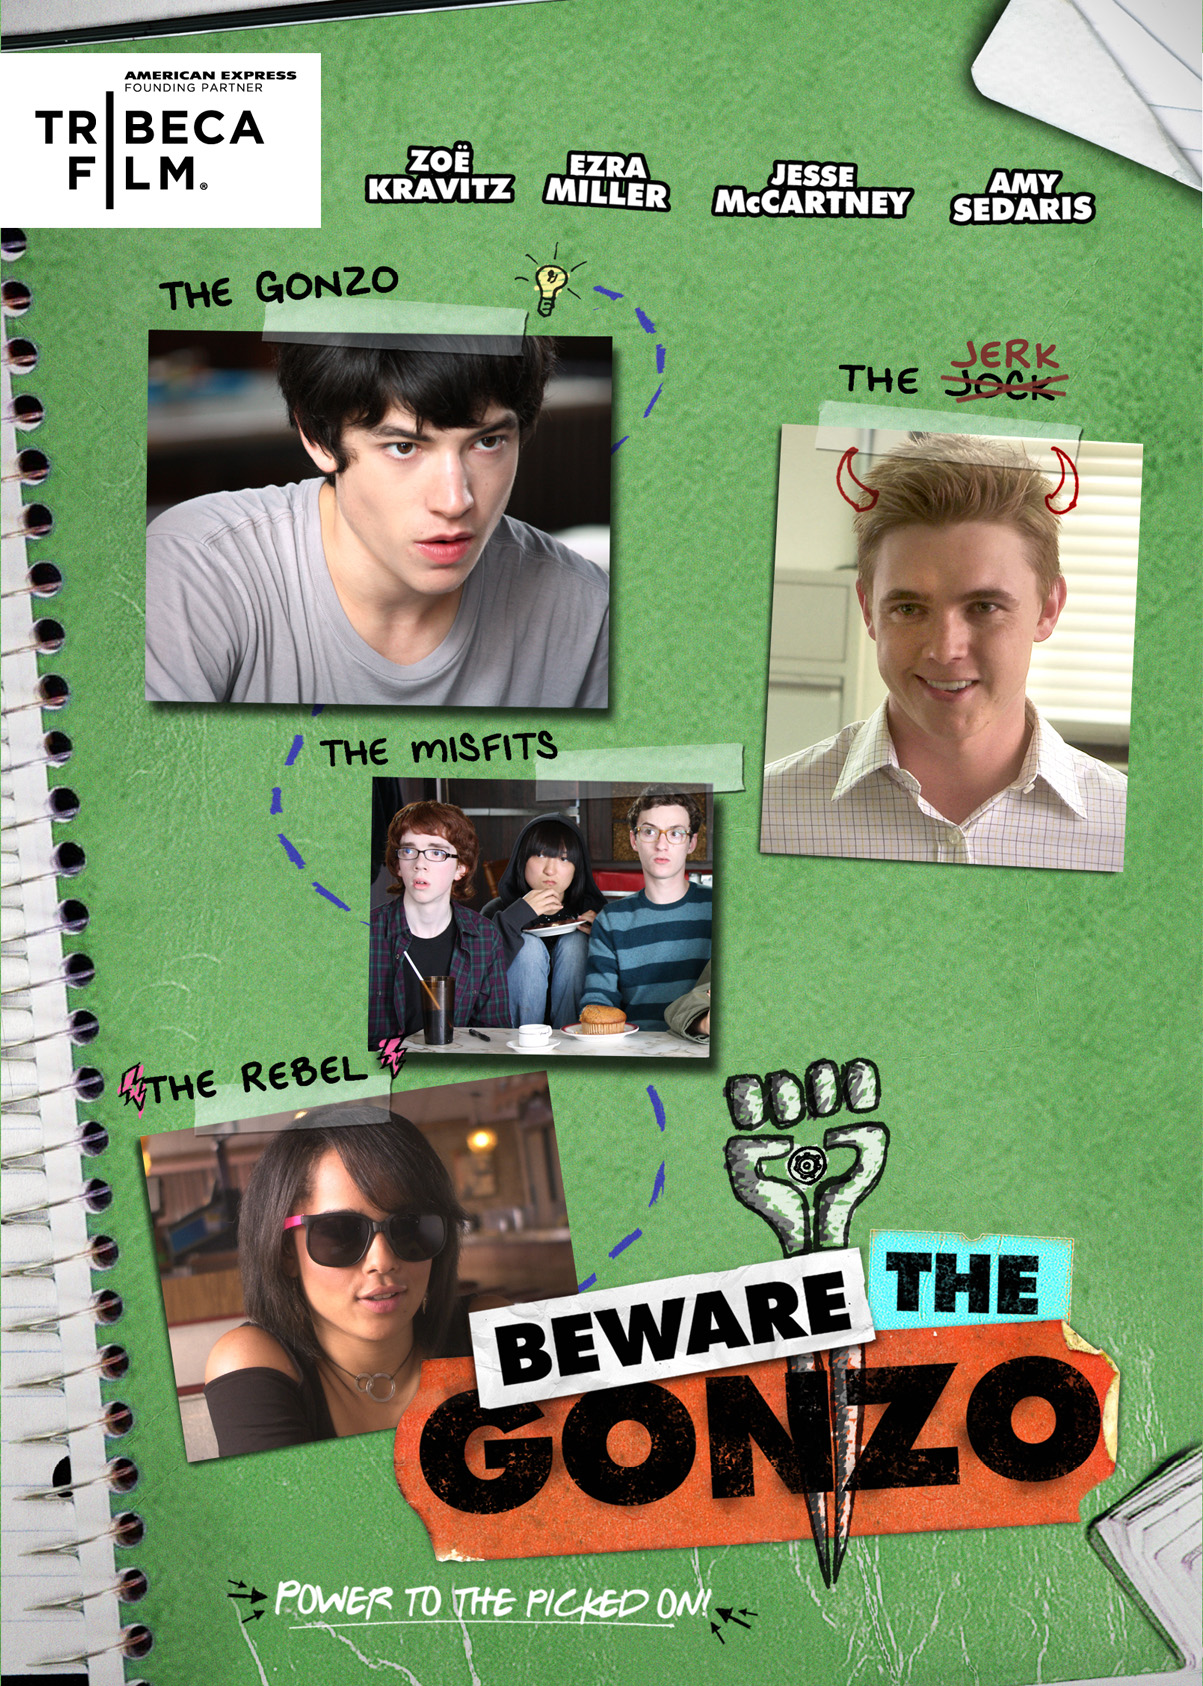 AMERICAN EXPRESS
FOUNDING PARTNER
TRIBECA
FILM®
ZOË
KRAVITZ
EZRA
MILLER
JESSE
McCARTNEY
AMY
SEDARIS
THE GONZO
JERK
THE JOCK
THE MISFITS
THE REBEL
BEWARE
THE
GONZO
POWER TO THE PICKED ON!